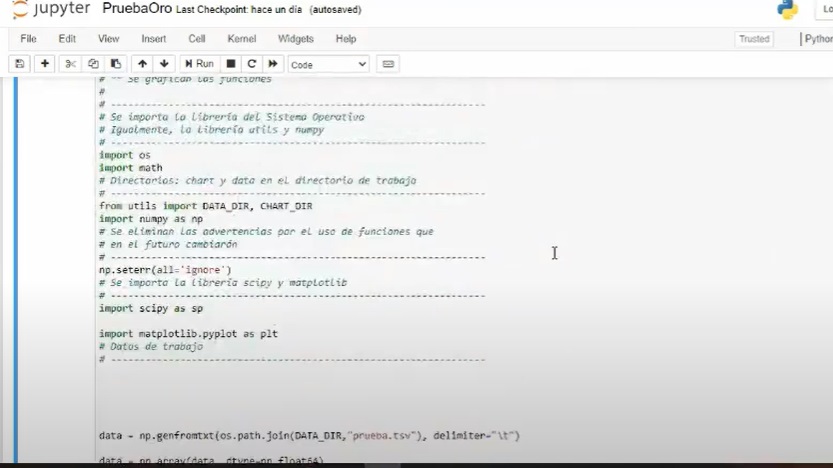 jupyter PruebaOro Last Checkpoint: hace un día (autosaved)
File Edit View Insert Cell Kernel Widgets Help
Trusted
Run Code
# -- Se grafican las funciones
#
# ---------------------------------------------------------
# Se importa la librería del Sistema Operativo
# Igualmente, la librería utils y numpy
# ---------------------------------------------------------
import os
import math
# Directorios: chart y data en el directorio de trabajo
# ---------------------------------------------------------
from utils import DATA_DIR, CHART_DIR
import numpy as np
# Se eliminan las advertencias por el uso de funciones que
# en el futuro cambiarán
# ---------------------------------------------------------
np.seterr(all='ignore')
# Se importa la librería scipy y matplotlib
# ---------------------------------------------------------
import scipy as sp
import matplotlib.pyplot as plt
# Datos de trabajo
# ---------------------------------------------------------
data = np.genfromtxt(os.path.join(DATA_DIR,"prueba.tsv"), delimiter="\t")
data = np.array(data, dtype=np.float64)